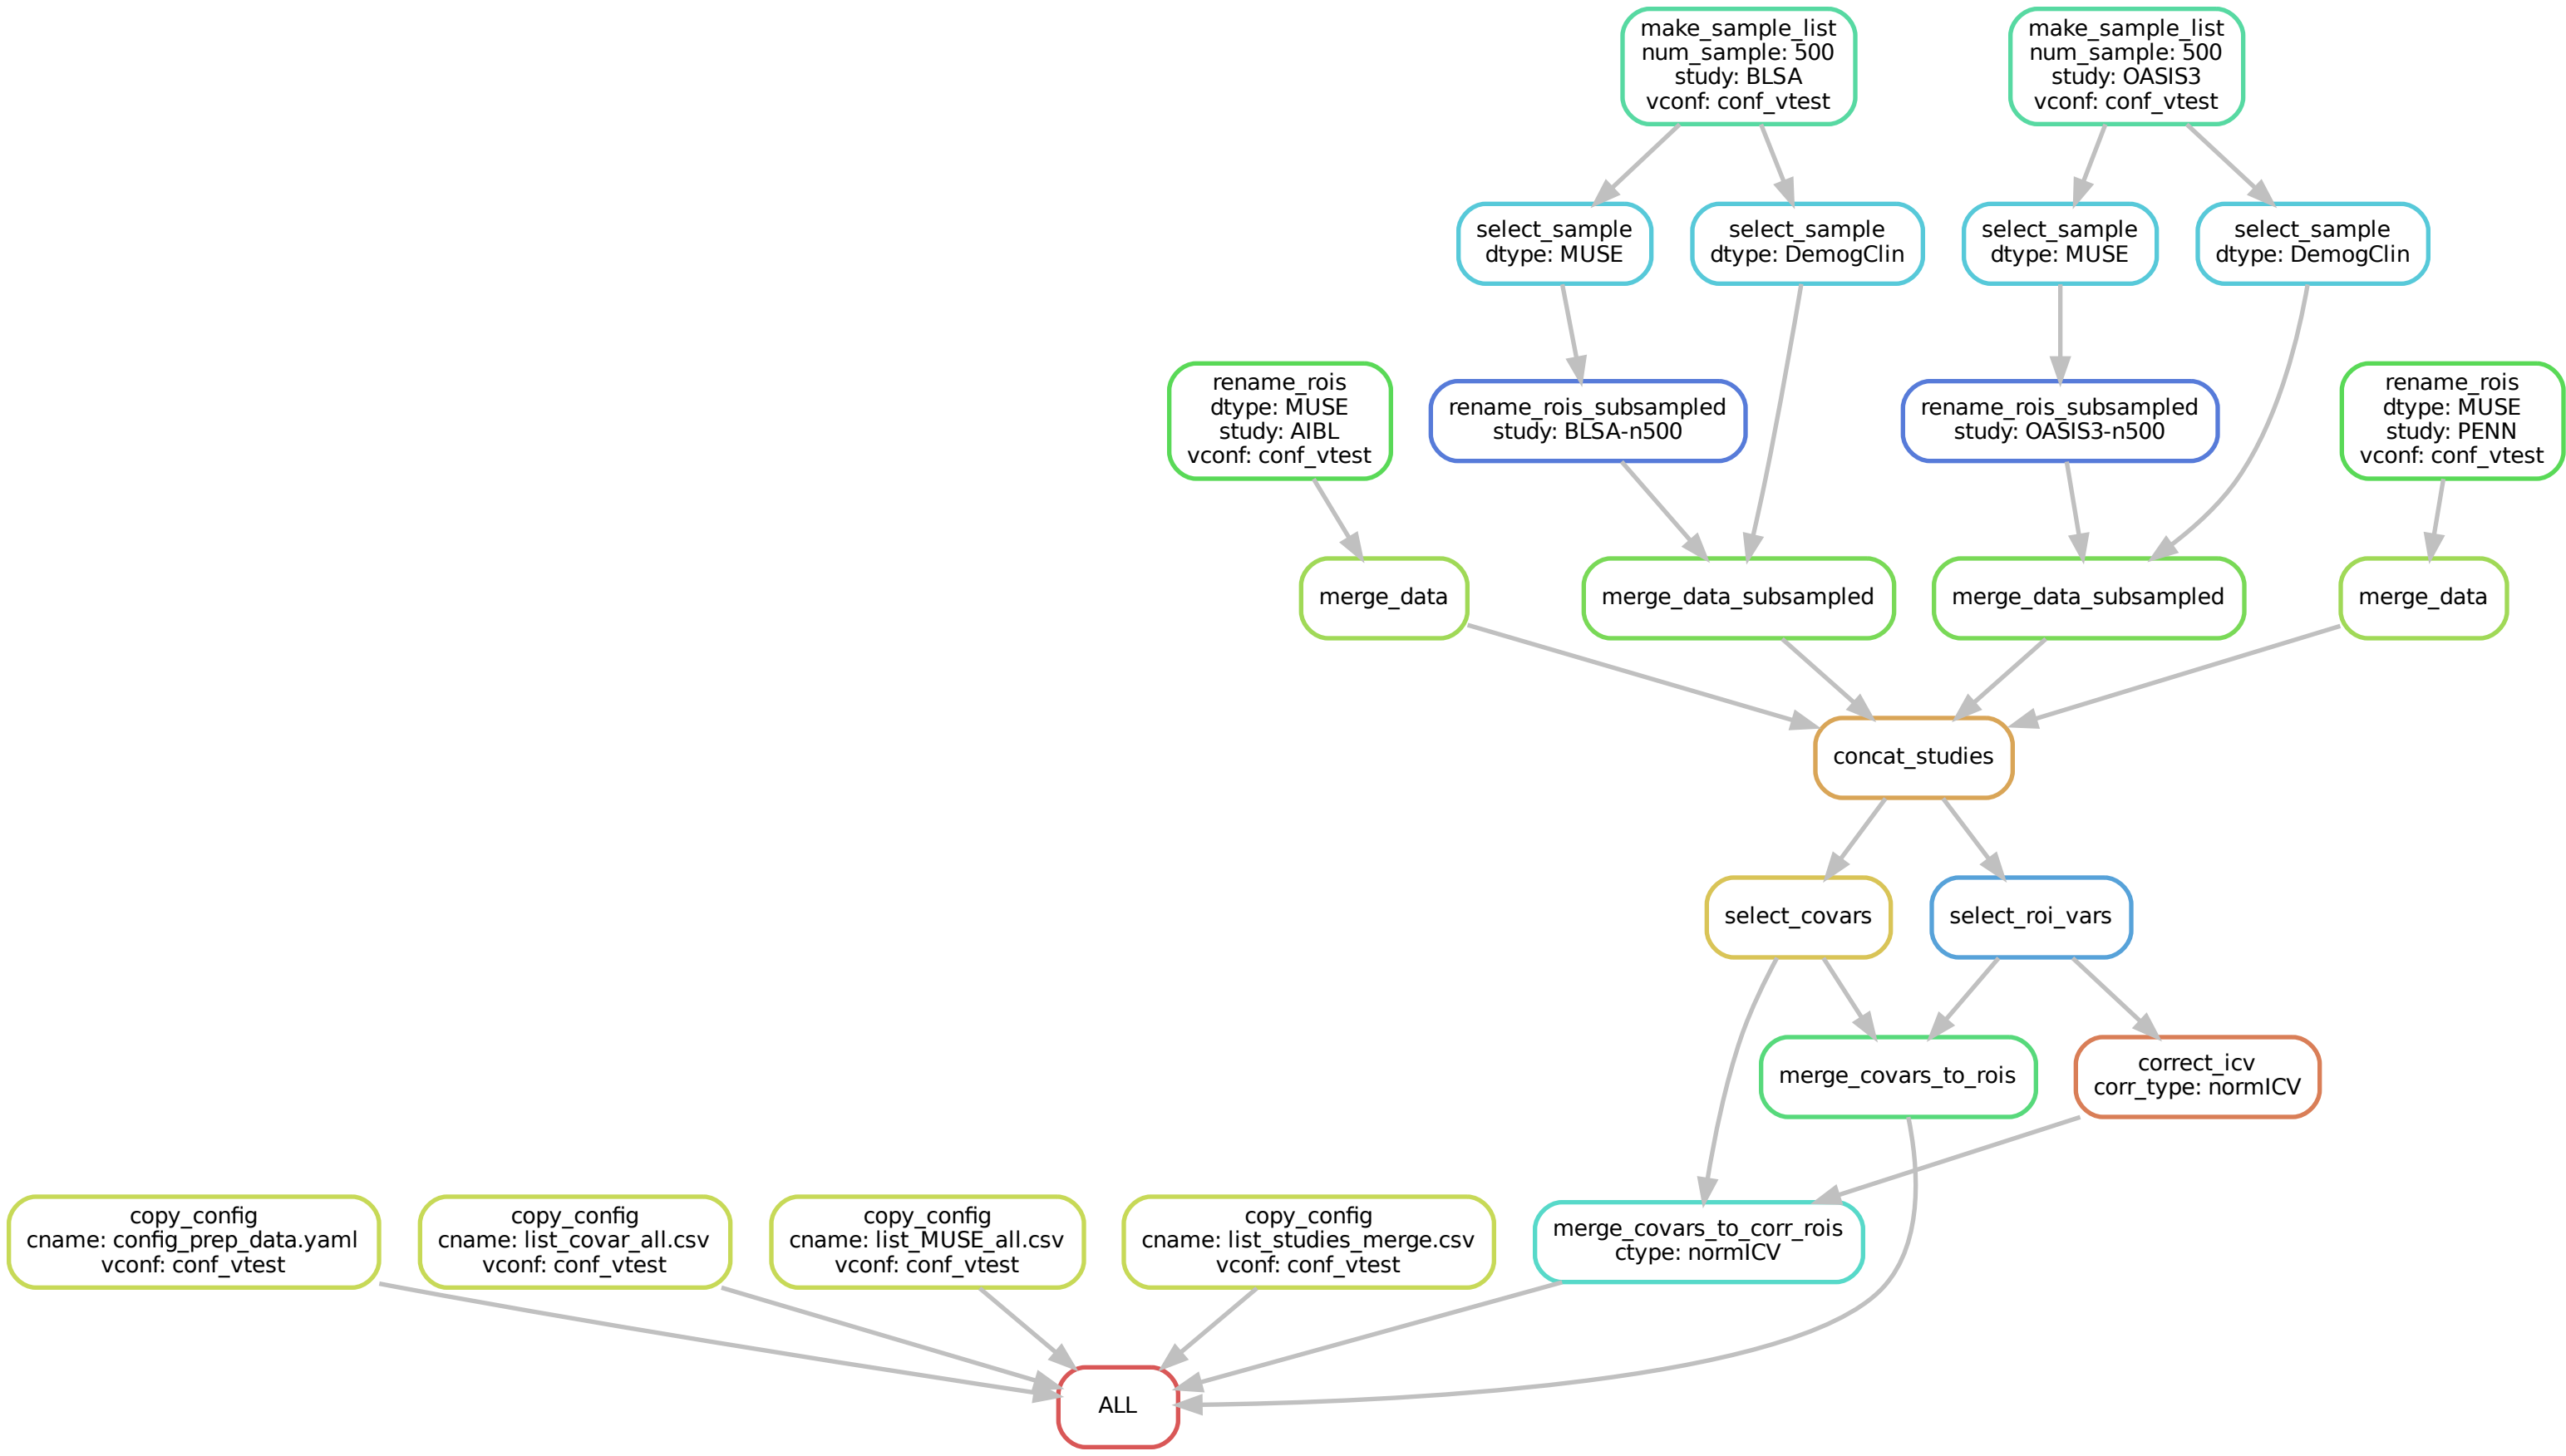 make_sample_list
num_sample: 500
study: BLSA
vconf: conf_vtest
make_sample_list
num_sample: 500
study: OASIS3
vconf: conf_vtest
select_sample
dtype: MUSE
select_sample
dtype: DemogClin
select_sample
dtype: MUSE
select_sample
dtype: DemogClin
rename_rois
dtype: MUSE
study: AIBL
vconf: conf_vtest
rename_rois_subsampled
study: BLSA-n500
rename_rois_subsampled
study: OASIS3-n500
rename_rois
dtype: MUSE
study: PENN
vconf: conf_vtest
merge_data
merge_data_subsampled
merge_data_subsampled
merge_data
concat_studies
select_covars
select_roi_vars
merge_covars_to_rois
correct_icv
corr_type: normICV
copy_config
cname: config_prep_data.yaml
vconf: conf_vtest
copy_config
cname: list_covar_all.csv
vconf: conf_vtest
copy_config
cname: list_MUSE_all.csv
vconf: conf_vtest
copy_config
cname: list_studies_merge.csv
vconf: conf_vtest
merge_covars_to_corr_rois
ctype: normICV
ALL